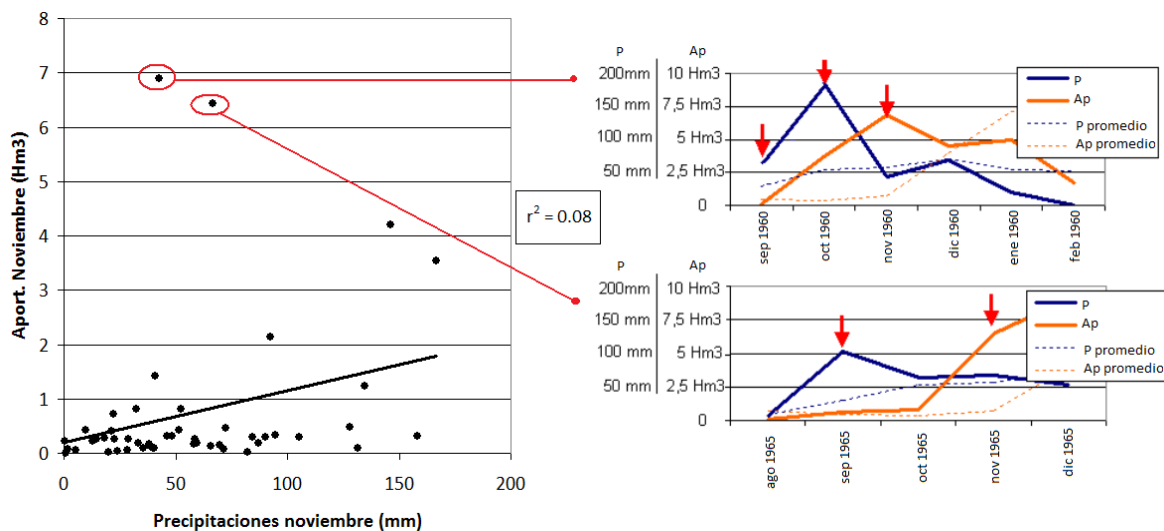 8
7
6
5
4
3
2
1
0
Aport. Noviembre (Hm3)
0 50 100 150 200
Precipitaciones noviembre (mm)
r² = 0.08
P Ap
200mm 10 Hm3
150 mm 7,5 Hm3
100 mm 5 Hm3
50 mm 2,5 Hm3
0
sep 1960
oct 1960
nov 1960
dic 1960
ene 1960
feb 1960
P
Ap
P promedio
Ap promedio
P Ap
200mm 10 Hm3
150 mm 7,5 Hm3
100 mm 5 Hm3
50 mm 2,5 Hm3
0
ago 1965
sep 1965
oct 1965
nov 1965
dic 1965
P
Ap
P promedio
Ap promedio